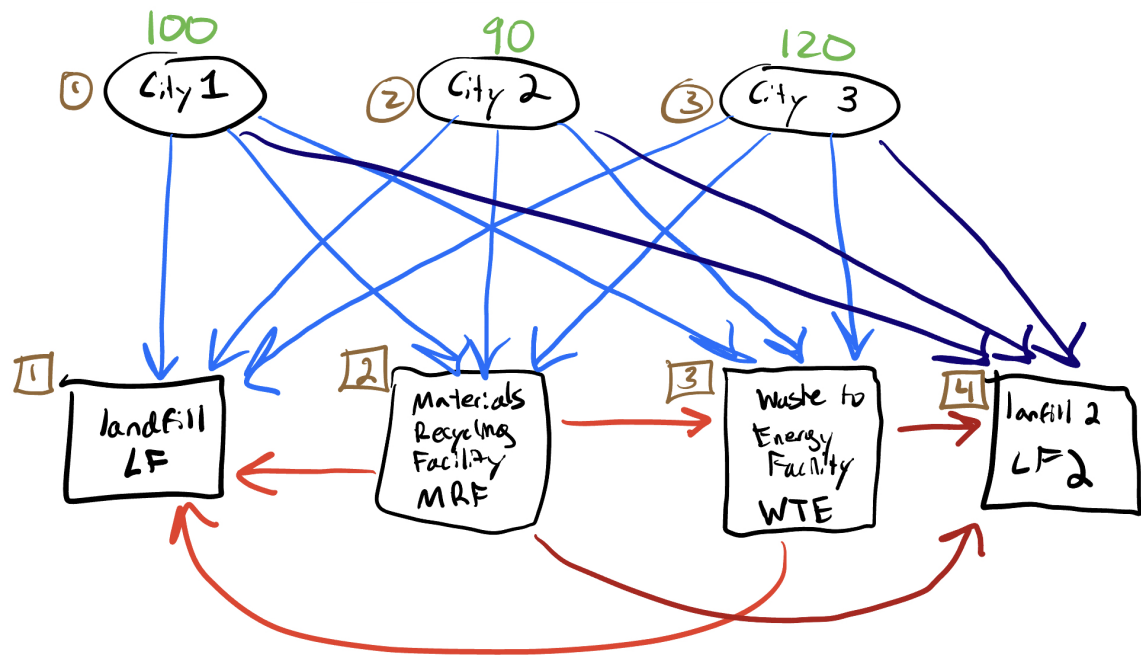 100
90
120
1
City 1
2
City 2
3
City 3
1
landfill
LF
2
Materials
Recycling
Facility
MRF
3
Waste to
Energy
Facility
WTE
4
lanfill 2
LF2